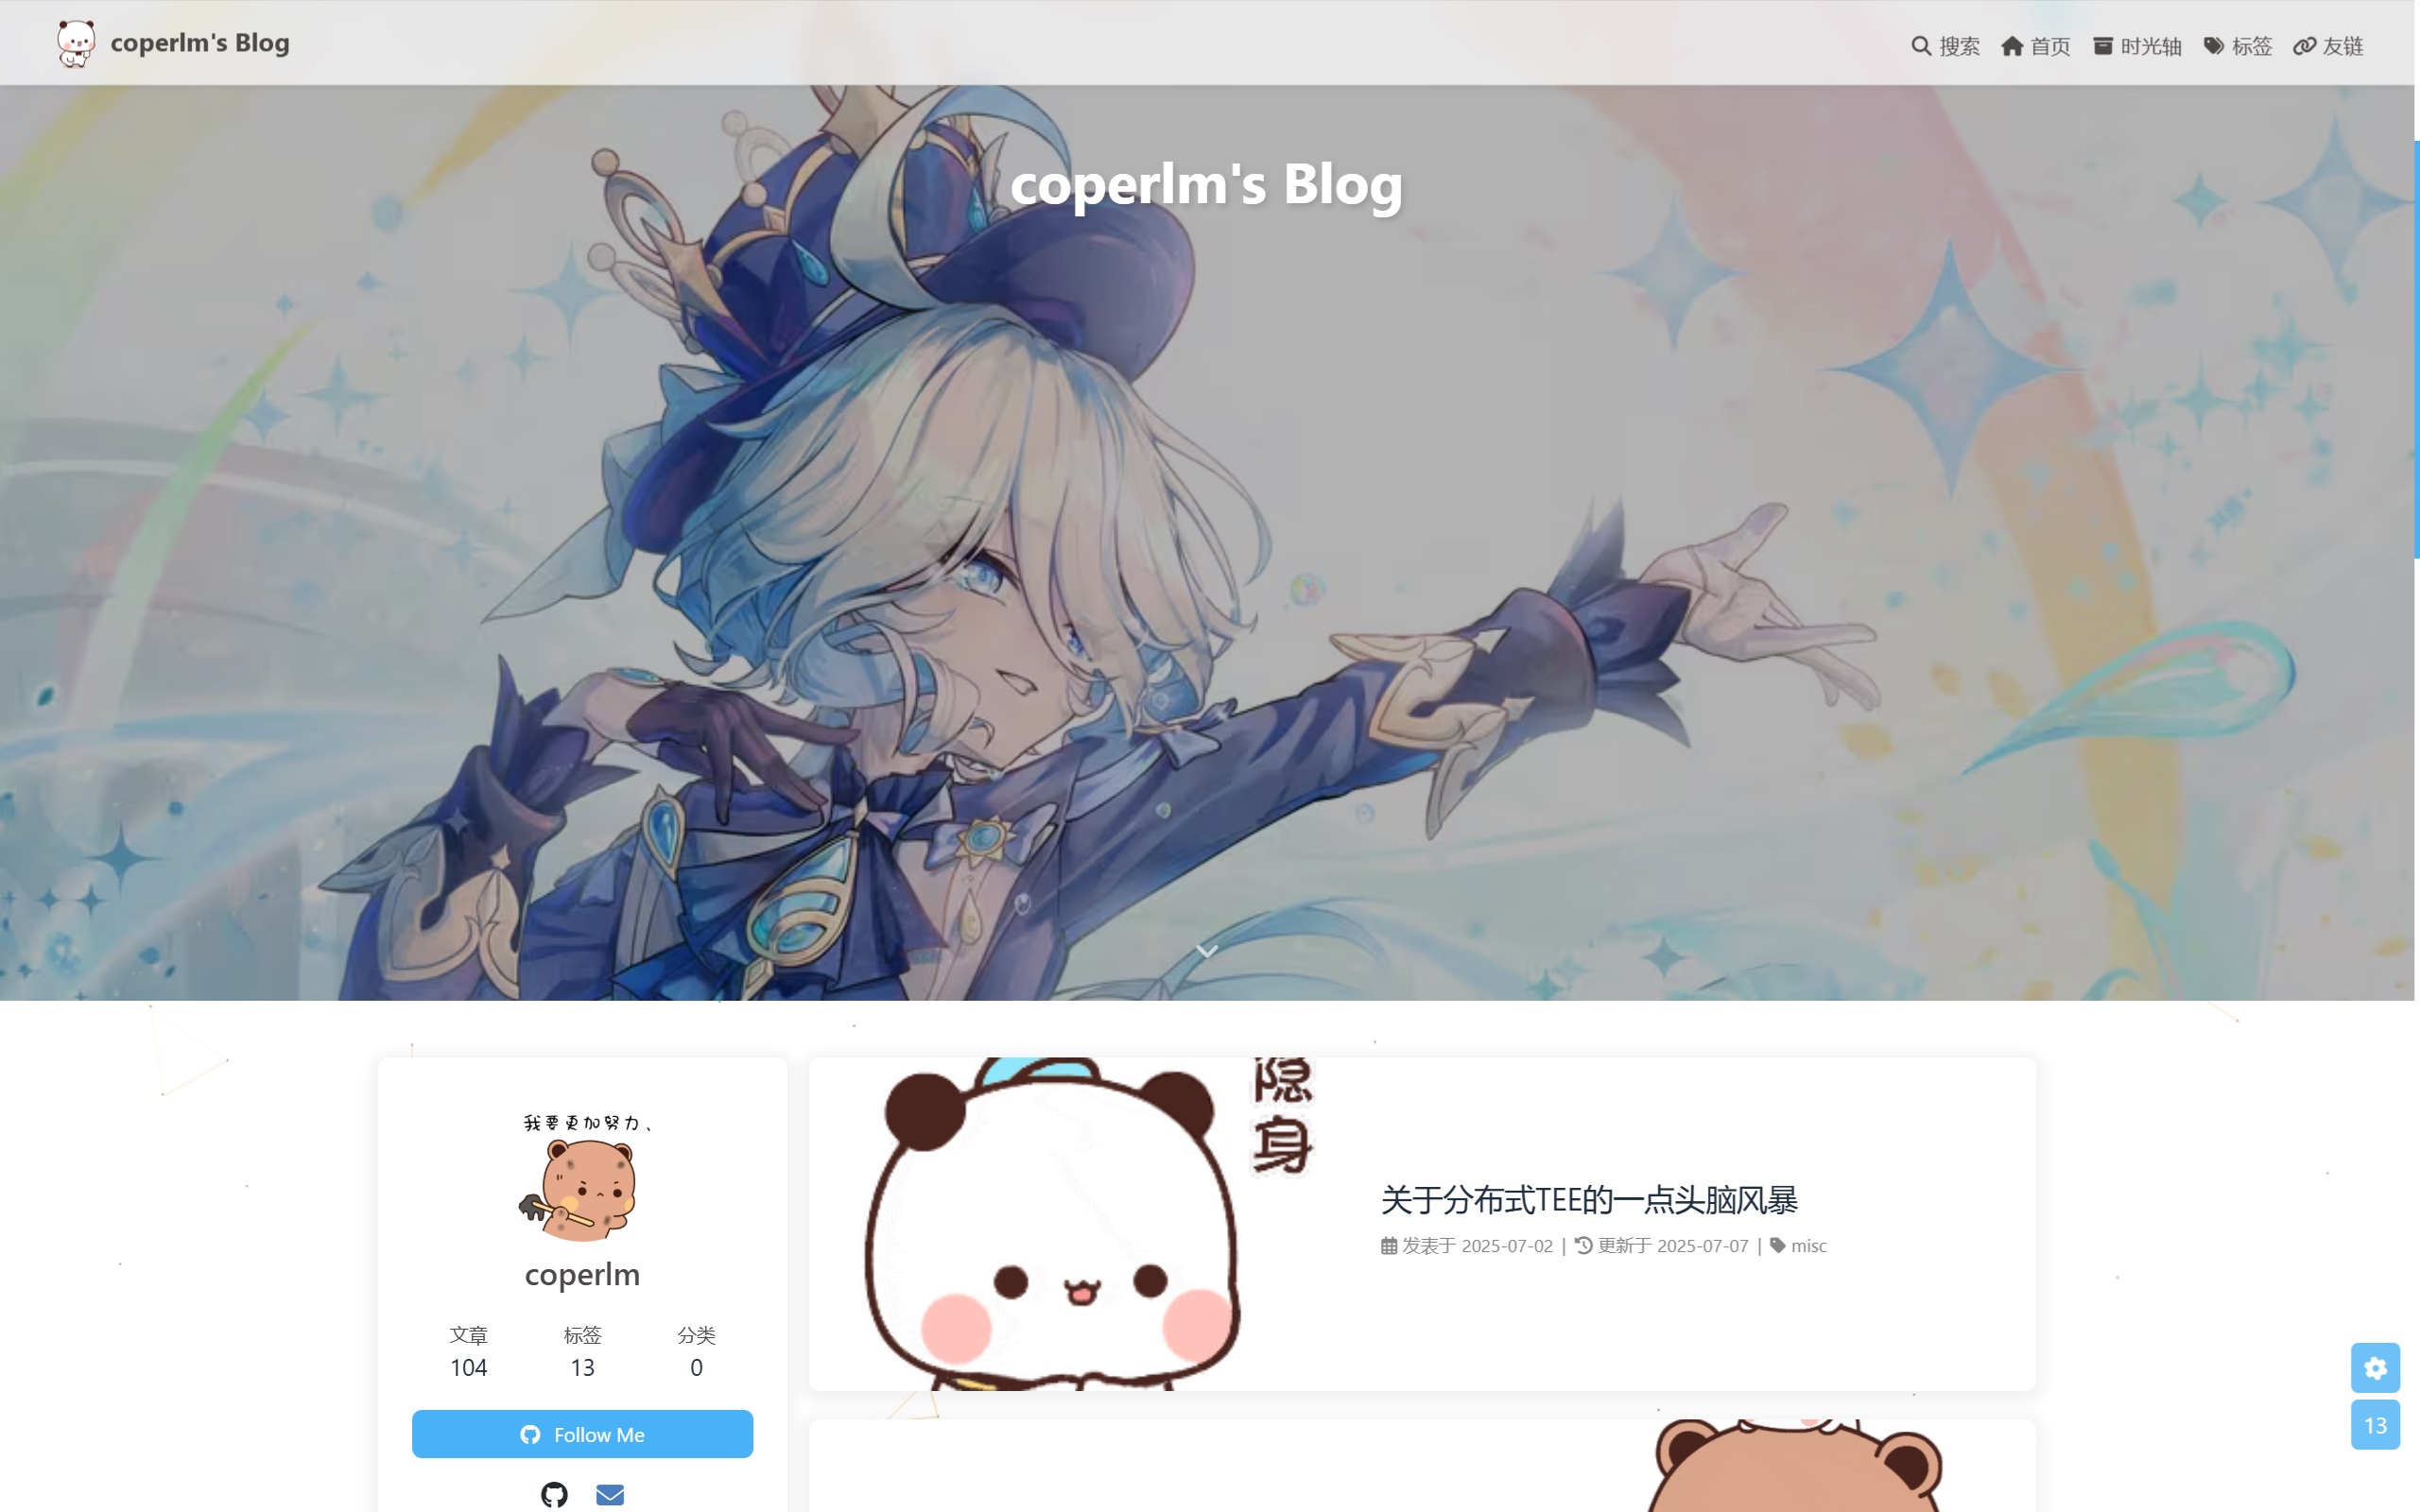 coperlm's Blog
搜索 首页 时光轴 标签 友链
coperlm's Blog
我要更加努力、
coperlm
文章 标签 分类
104 13 0
Follow Me
隐身
关于分布式TEE的一点头脑风暴
发表于 2025-07-02 | 更新于 2025-07-07 | misc
13